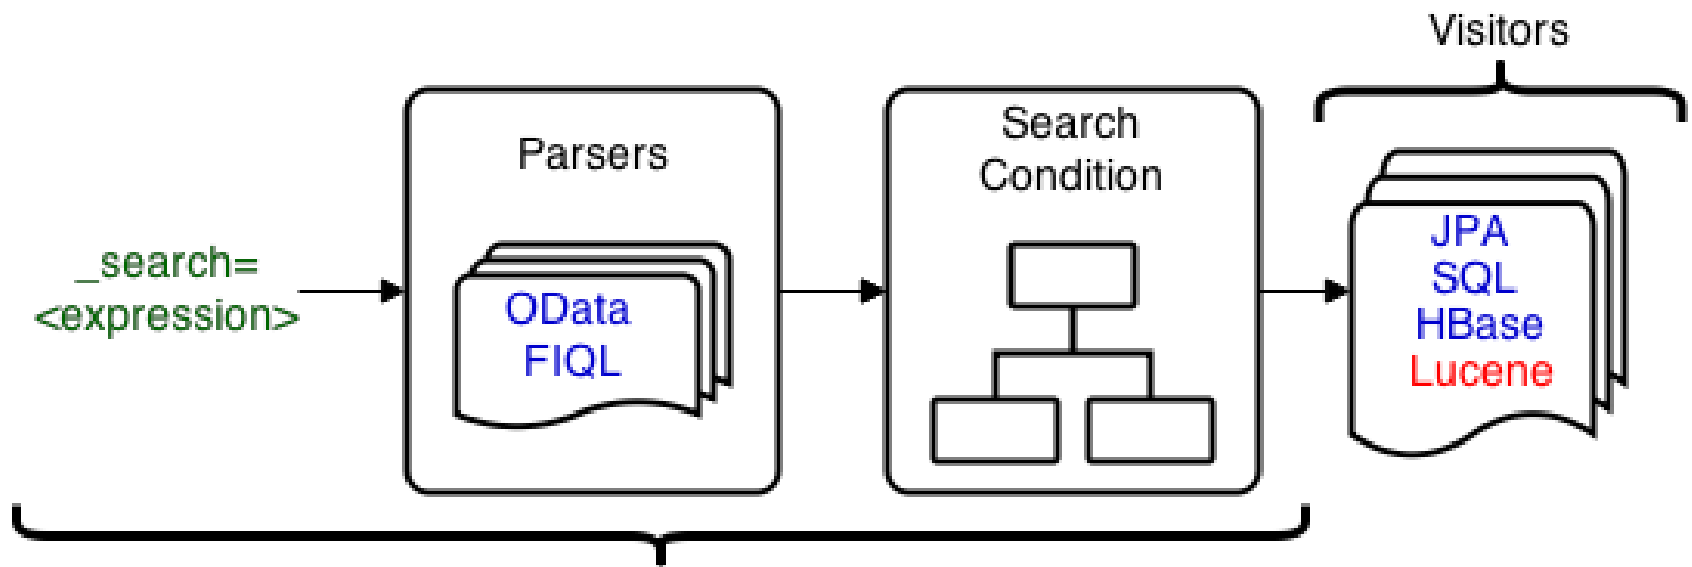 Visitors
Parsers
Search
Condition
_search=
<expression>
OData
FIQL
JPA
SQL
HBase
Lucene